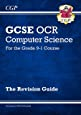 CGP
GCSE OCR
Computer Science
For the Grade 9-1 Course
The Revision Guide